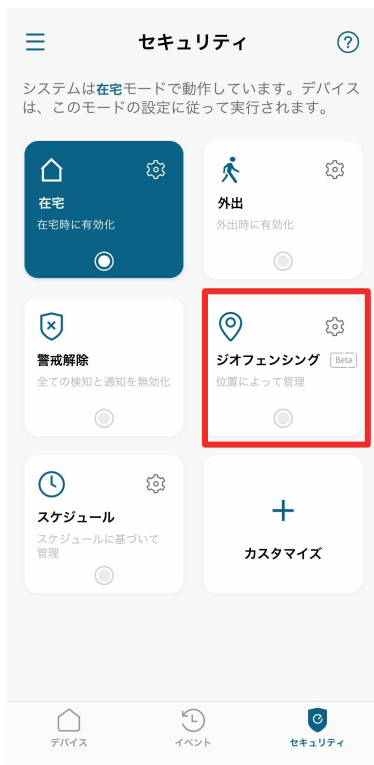 セキュリティ
?
システムは在宅モードで動作しています。デバイス
は、このモードの設定に従って実行されます。
在宅
在宅時に有効化
外出
外出時に有効化
警戒解除
全ての検知と通知を無効化
ジオフェンシング Beta
位置によって管理
スケジュール
スケジュールに基づいて
管理
カスタマイズ
デバイス
イベント
セキュリティ